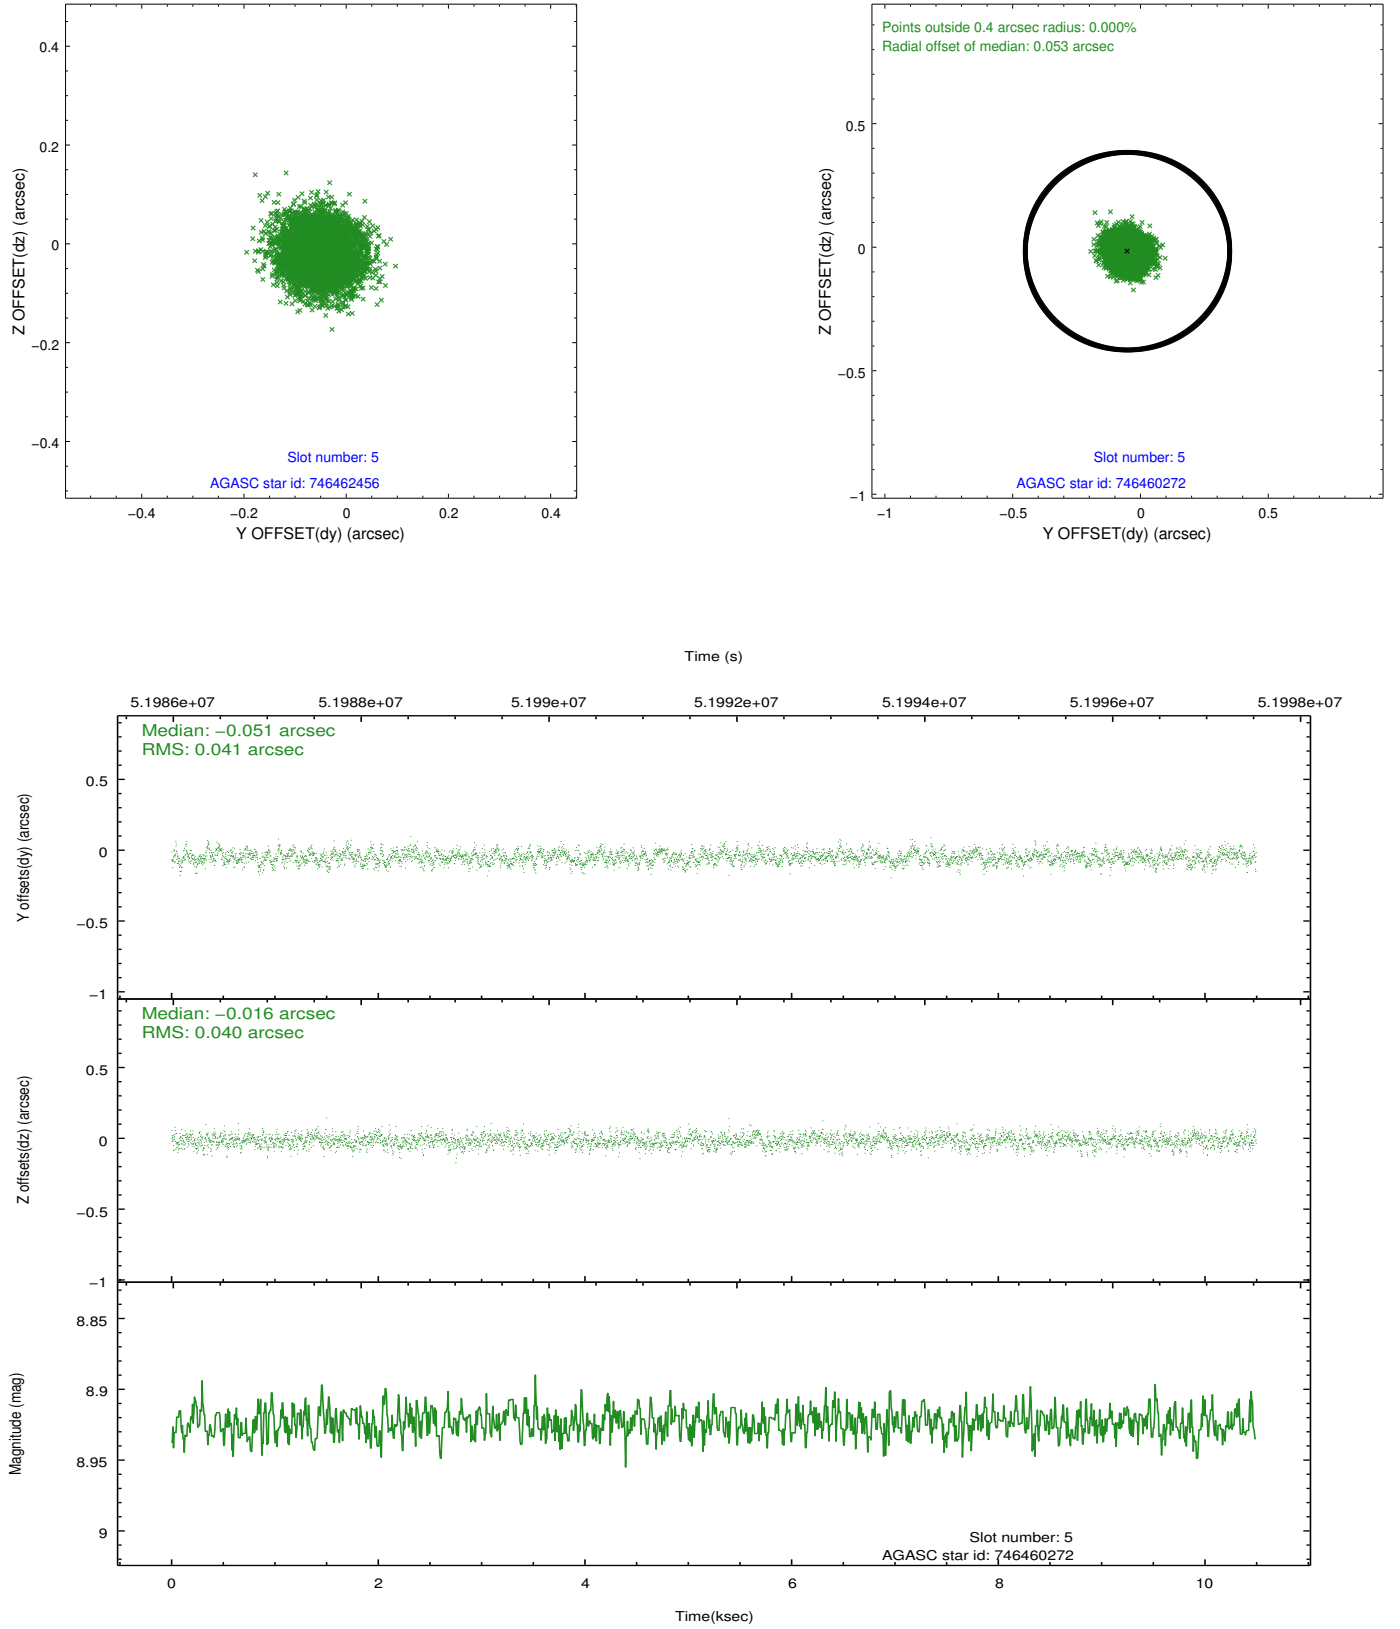 0.4
0.2
0
−0.2
−0.4
Z OFFSET(dz) (arcsec)
Slot number: 5
AGASC star id: 746462456
−0.4
−0.2
0
0.2
0.4
Y OFFSET(dy) (arcsec)
Points outside 0.4 arcsec radius: 0.000%
Radial offset of median: 0.053 arcsec
0.5
0
−0.5
−1
Z OFFSET(dz) (arcsec)
Slot number: 5
AGASC star id: 746460272
−1
−0.5
0
0.5
Y OFFSET(dy) (arcsec)
Time (s)
5.1986e+07
5.1988e+07
5.199e+07
5.1992e+07
5.1994e+07
5.1996e+07
5.1998e+07
Median: −0.051 arcsec
RMS: 0.041 arcsec
0.5
0
−0.5
−1
Y offsets(dy) (arcsec)
Median: −0.016 arcsec
RMS: 0.040 arcsec
0.5
0
−0.5
−1
Z offsets(dz) (arcsec)
8.85
8.9
8.95
9
Magnitude (mag)
Slot number: 5
AGASC star id: 746460272
0
2
4
6
8
10
Time(ksec)